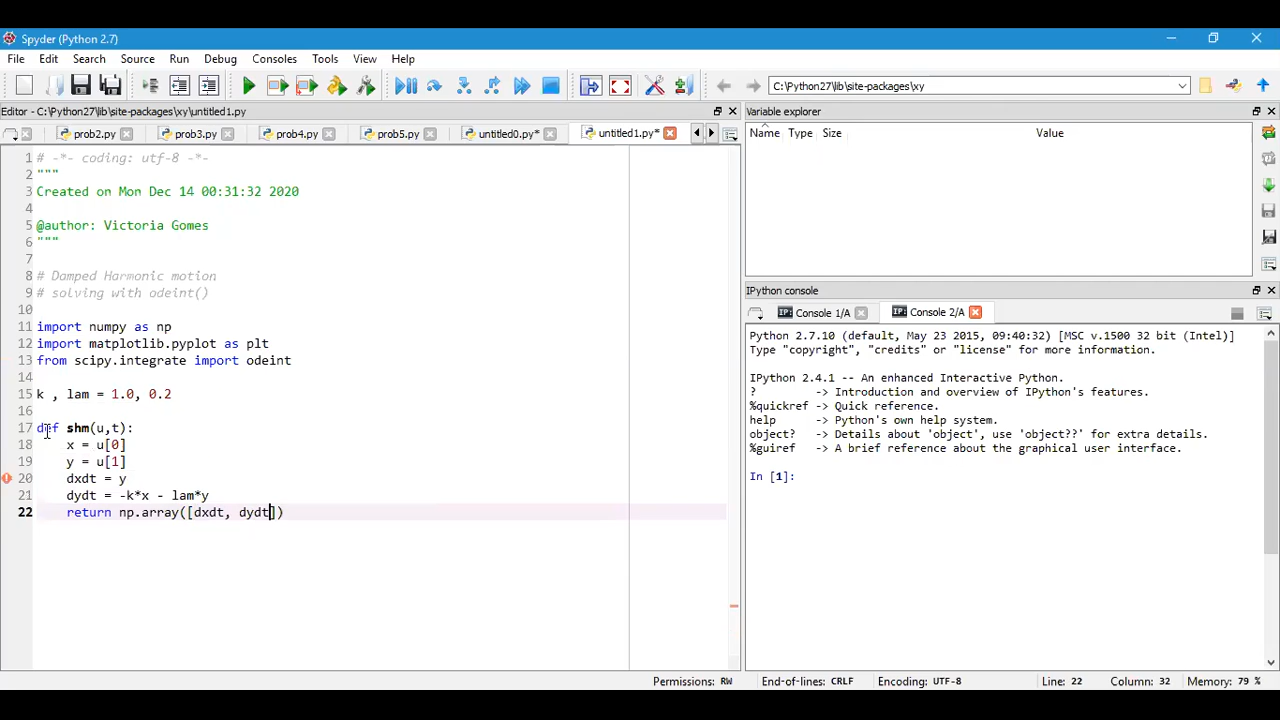 Spyder (Python 2.7)
File Edit Search Source Run Debug Consoles Tools View Help
C:\Python27\lib\site-packages\xy
Editor - C:\Python27\lib\site-packages\xy\untitled1.py
prob2.py prob3.py prob4.py prob5.py untitled0.py* untitled1.py*
1 # -*- coding: utf-8 -*-
2 """
3 Created on Mon Dec 14 00:31:32 2020
4
5 @author: Victoria Gomes
6 """
7
8 # Damped Harmonic motion
9 # solving with odeint()
10
11 import numpy as np
12 import matplotlib.pyplot as plt
13 from scipy.integrate import odeint
14
15 k , lam = 1.0, 0.2
16
17 def shm(u,t):
18     x = u[0]
19     y = u[1]
20     dxdt = y
21     dydt = -k*x - lam*y
22     return np.array([dxdt, dydt])
Variable explorer
Name Type Size Value
IPython console
Console 1/A Console 2/A
Python 2.7.10 (default, May 23 2015, 09:40:32) [MSC v.1500 32 bit (Intel)]
Type "copyright", "credits" or "license" for more information.
IPython 2.4.1 -- An enhanced Interactive Python.
?         -> Introduction and overview of IPython's features.
%quickref -> Quick reference.
help      -> Python's own help system.
object?   -> Details about 'object', use 'object??' for extra details.
%guiref   -> A brief reference about the graphical user interface.
In [1]:
Permissions: RW End-of-lines: CRLF Encoding: UTF-8 Line: 22 Column: 32 Memory: 79 %